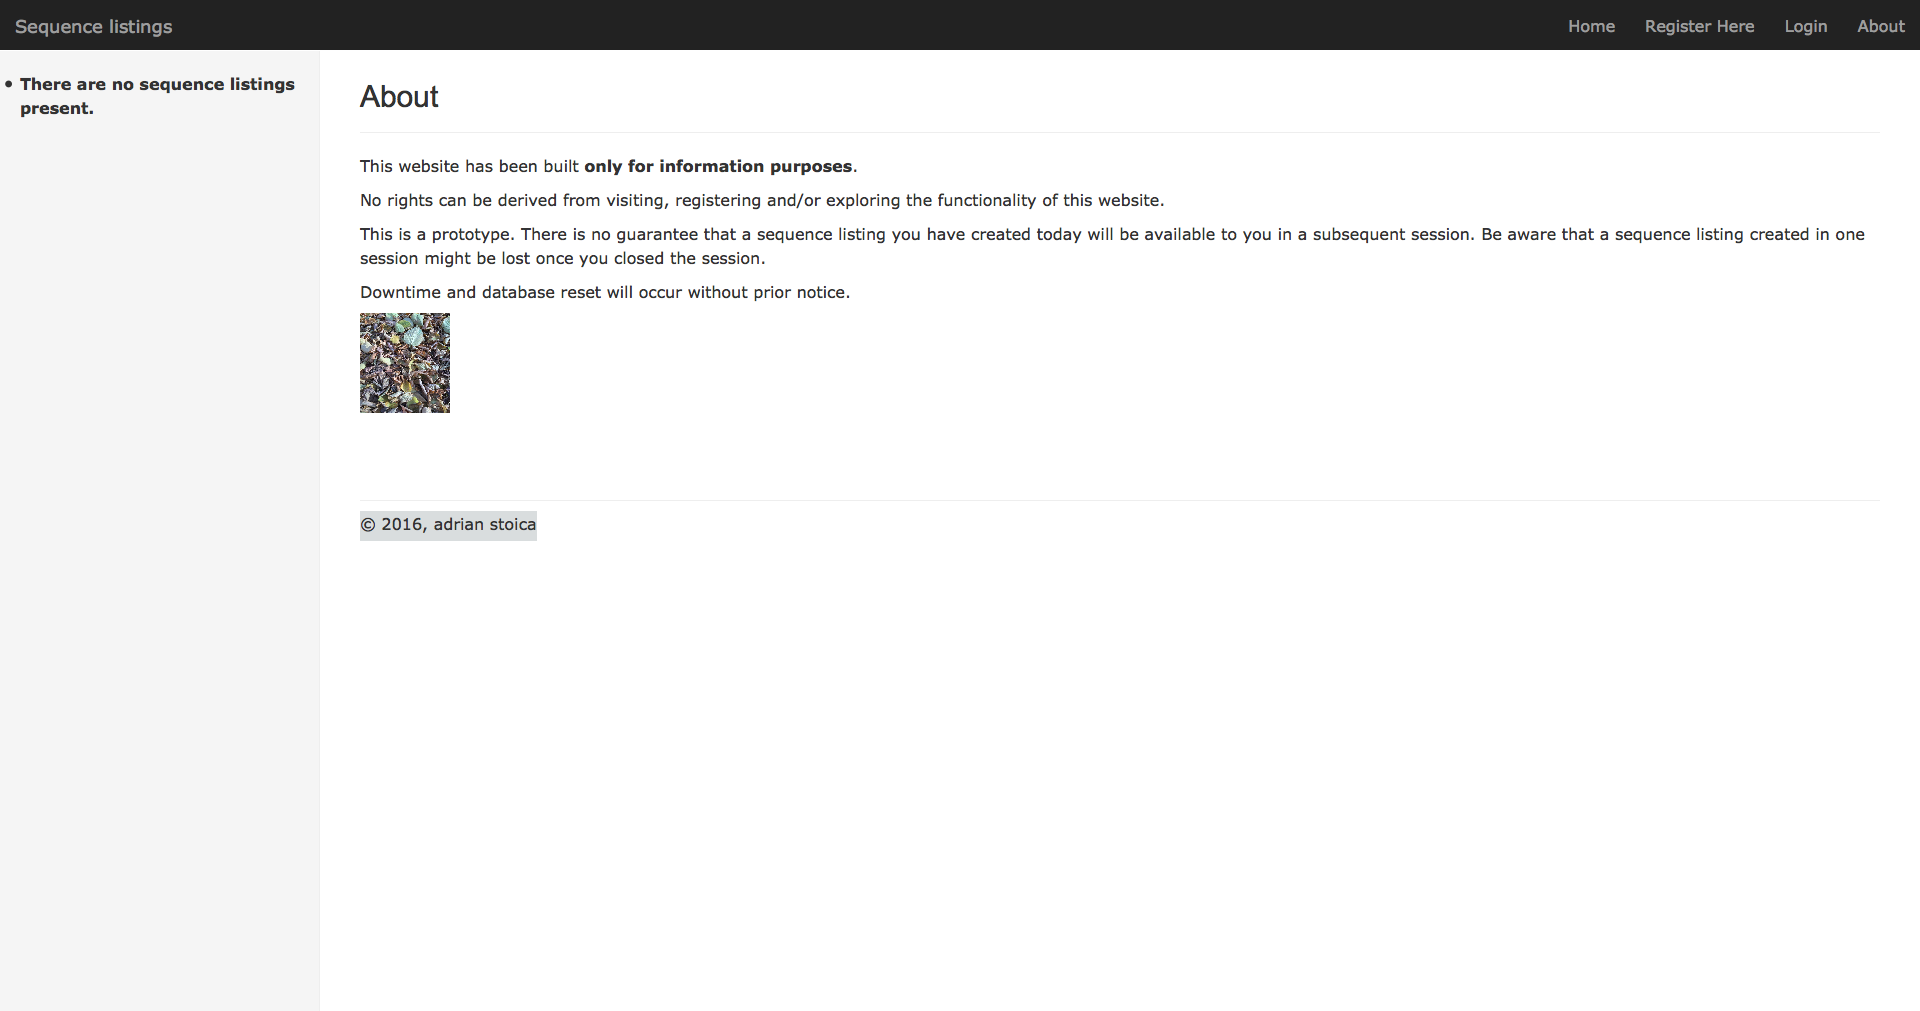 Sequence listings
Home
Register Here
Login
About
• There are no sequence listings
present.
About
This website has been built only for information purposes.
No rights can be derived from visiting, registering and/or exploring the functionality of this website.
This is a prototype. There is no guarantee that a sequence listing you have created today will be available to you in a subsequent session. Be aware that a sequence listing created in one
session might be lost once you closed the session.
Downtime and database reset will occur without prior notice.
© 2016, adrian stoica